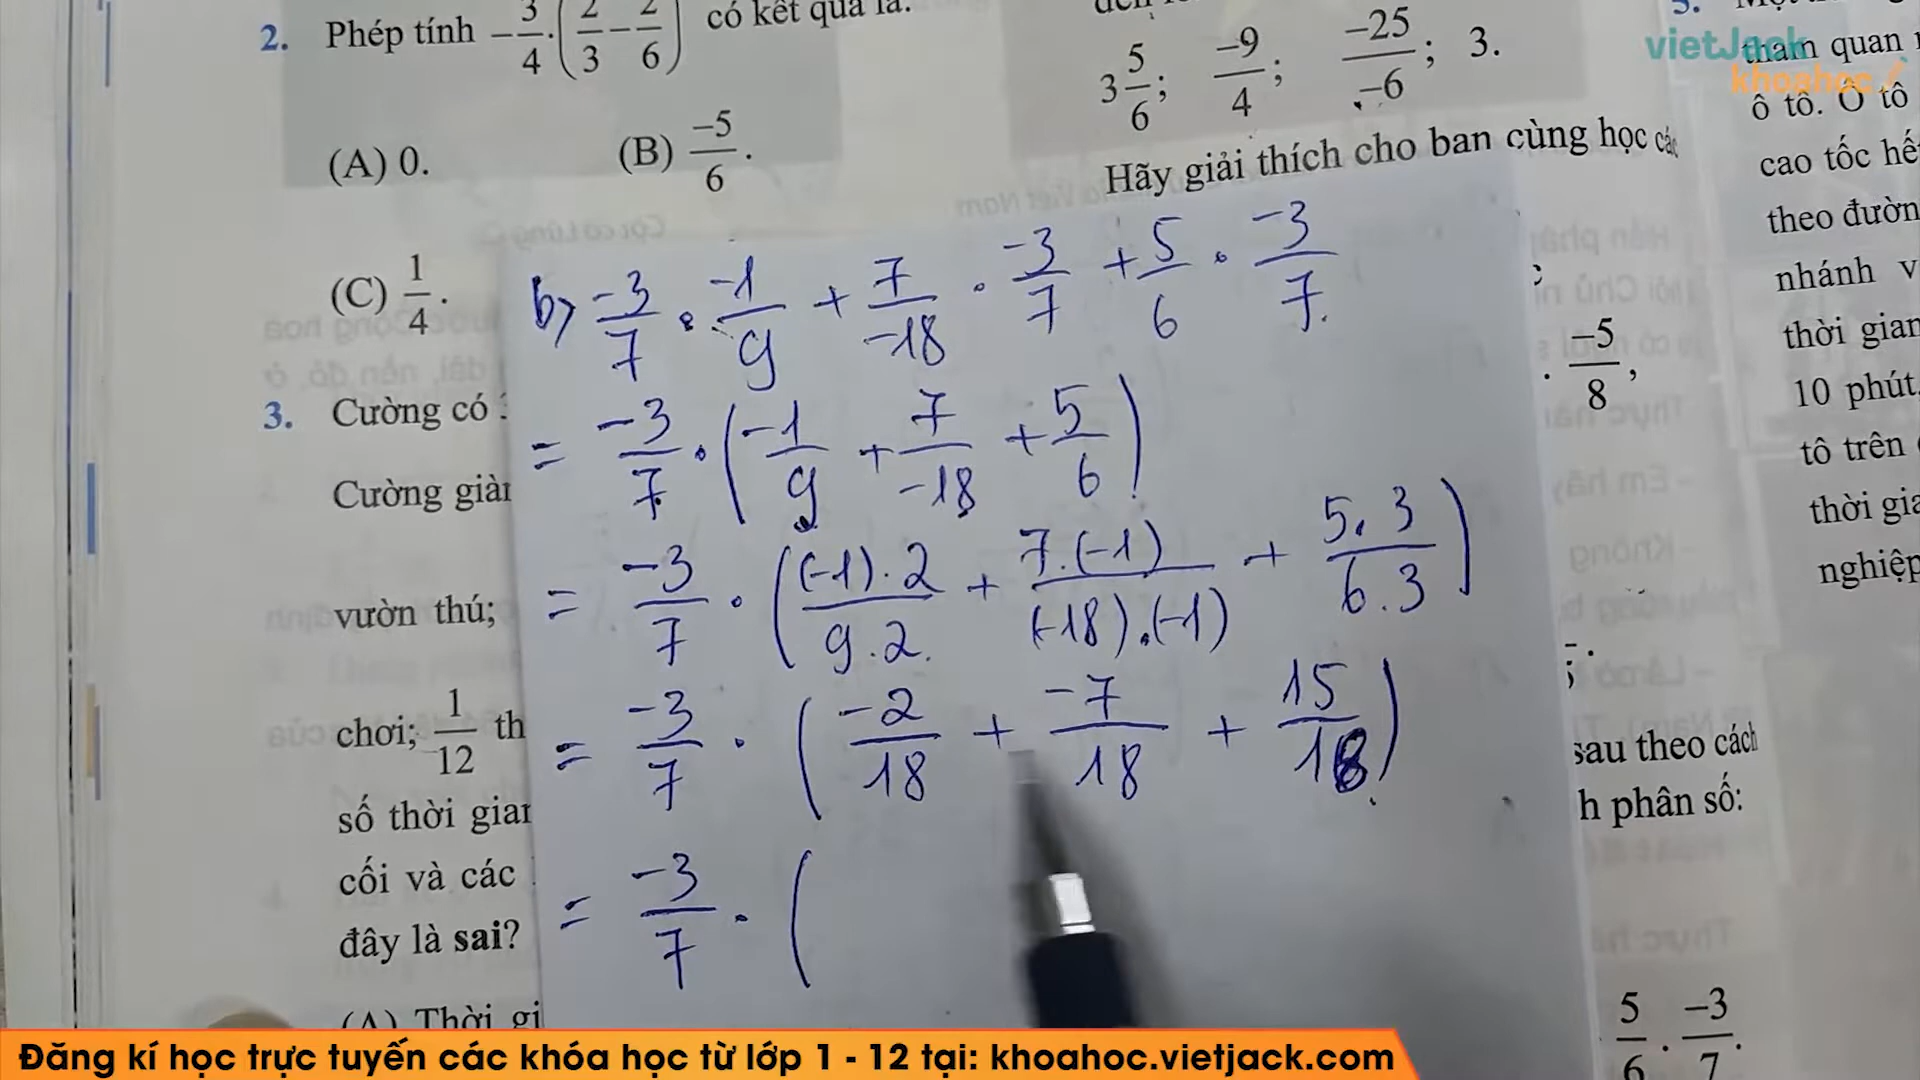 2. Phép tính -3/4 · (2/3 - 2/6) có kết quả là:
(A) 0.
(B) -5/6.
(C) 1/4.
3. Cường có
Cường giàn
vườn thú;
chơi; 1/12 th
số thời gian
cối và các
đây là sai?
(A) Thời gi
3 5/6; -9/4; -25/-6; 3.
Hãy giải thích cho bạn cùng học các
b) -3/7 · -1/9 + 7/-18 · -3/7 + 5/6 · -3/7
= -3/7 · (-1/9 + 7/-18 + 5/6)
= -3/7 · ((-1).2/9.2 + 7.(-1)/(-18).(-1) + 5.3/6.3)
= -3/7 · (-2/18 + -7/18 + 15/18)
= -3/7 · (
· -5/8,
sau theo cách
h phân số:
5/6 · -3/7.
5.
tham quan
ô tô. Ô tô
cao tốc hế
theo đườn
nhánh v
thời gian
10 phút,
tô trên
thời gia
nghiệp
vietJack
khoahoc
Đăng kí học trực tuyến các khóa học từ lớp 1 - 12 tại: khoahoc.vietjack.com